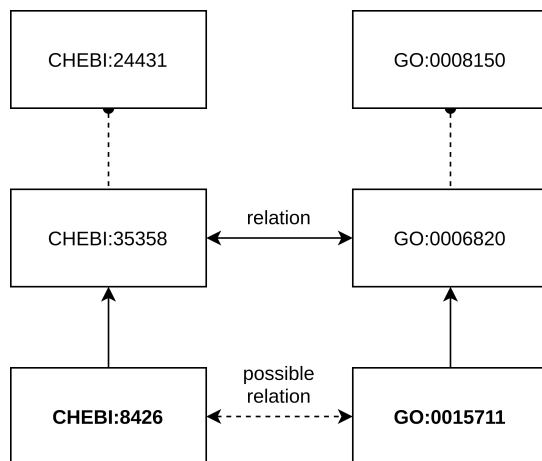 CHEBI:24431
GO:0008150
relation
CHEBI:35358
GO:0006820
possible
relation
CHEBI:8426
GO:0015711